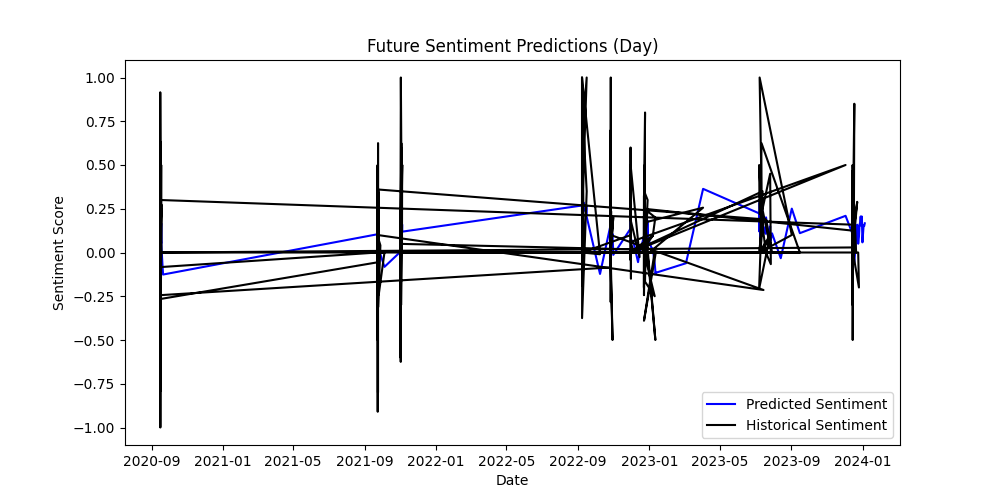 Future Sentiment Predictions (Day)
Sentiment Score
1.00
0.75
0.50
0.25
0.00
−0.25
−0.50
−0.75
−1.00
Predicted Sentiment
Historical Sentiment
2020-09 2021-01 2021-05 2021-09 2022-01 2022-05 2022-09 2023-01 2023-05 2023-09 2024-01
Date